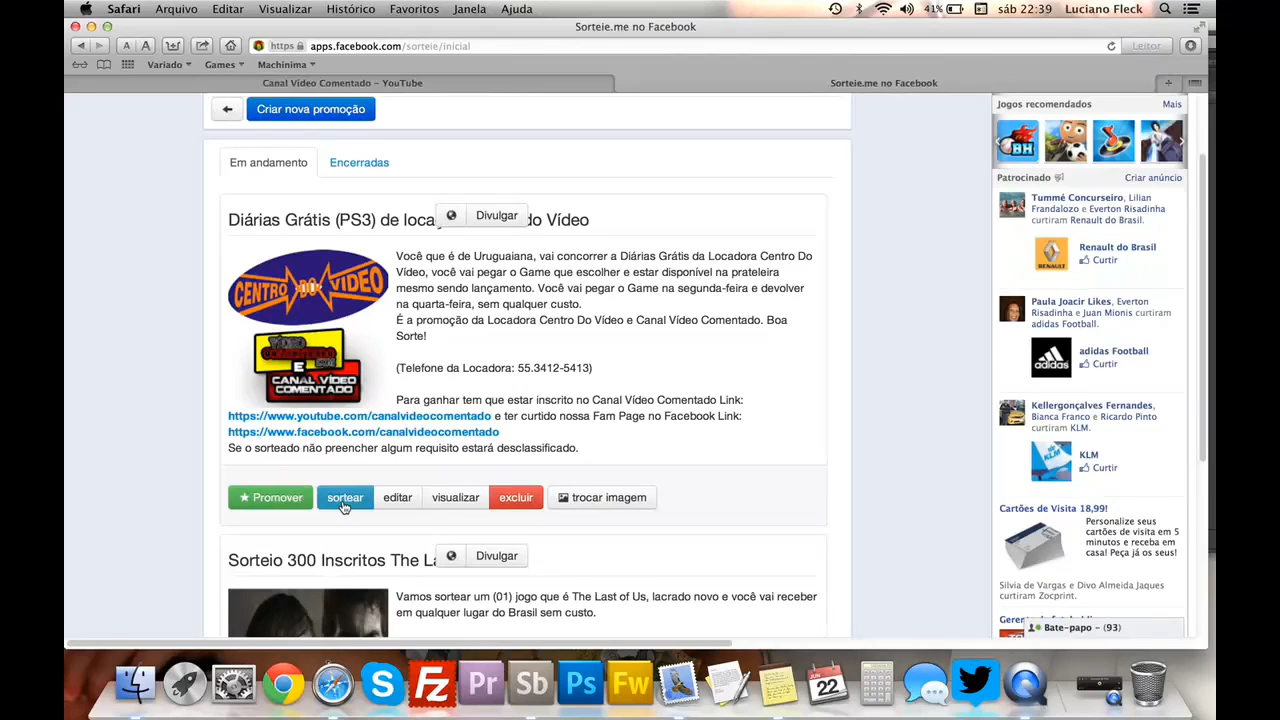 Safari Arquivo Editar Visualizar Histórico Favoritos Janela Ajuda 41% sáb 22:39 Luciano Fleck
Sorteie.me no Facebook
A A https apps.facebook.com/sorteie/inicial Leitor
Variado Games Machinima
Canal Vídeo Comentado – YouTube Sorteie.me no Facebook
Criar nova promoção
Em andamento Encerradas
Diárias Grátis (PS3) de loca
Divulgar
do Vídeo
CENTRO DO VIDEO
E
CANAL VÍDEO
COMENTADO
Você que é de Uruguaiana, vai concorrer a Diárias Grátis da Locadora Centro Do
Vídeo, você vai pegar o Game que escolher e estar disponível na prateleira
mesmo sendo lançamento. Você vai pegar o Game na segunda-feira e devolver
na quarta-feira, sem qualquer custo.
É a promoção da Locadora Centro Do Vídeo e Canal Vídeo Comentado. Boa
Sorte!
(Telefone da Locadora: 55.3412-5413)
Para ganhar tem que estar inscrito no Canal Vídeo Comentado Link:
https://www.youtube.com/canalvideocomentado e ter curtido nossa Fam Page no Facebook Link:
https://www.facebook.com/canalvideocomentado
Se o sorteado não preencher algum requisito estará desclassificado.
Promover sortear editar visualizar excluir trocar imagem
Sorteio 300 Inscritos The La
Divulgar
Vamos sortear um (01) jogo que é The Last of Us, lacrado novo e você vai receber
em qualquer lugar do Brasil sem custo.
Jogos recomendados Mais
BH
Patrocinado Criar anúncio
Tummé Concurseiro, Lilian
Frandalozo e Everton Risadinha
curtiram Renault do Brasil.
RENAULT
Renault do Brasil
Curtir
Paula Joacir Likes, Everton
Risadinha e Juan Mionis curtiram
adidas Football.
adidas
adidas Football
Curtir
Kellergonçalves Fernandes,
Bianca Franco e Ricardo Pinto
curtiram KLM.
KLM
KLM
Curtir
Cartões de Visita 18,99!
Personalize seus
cartões de visita em 5
minutos e receba em
casa! Peça já os seus!
Silvia de Vargas e Divo Almeida Jaques
curtiram Zocprint.
Bate-papo – (93)
Pr Sb Ps Fw
JUN
22